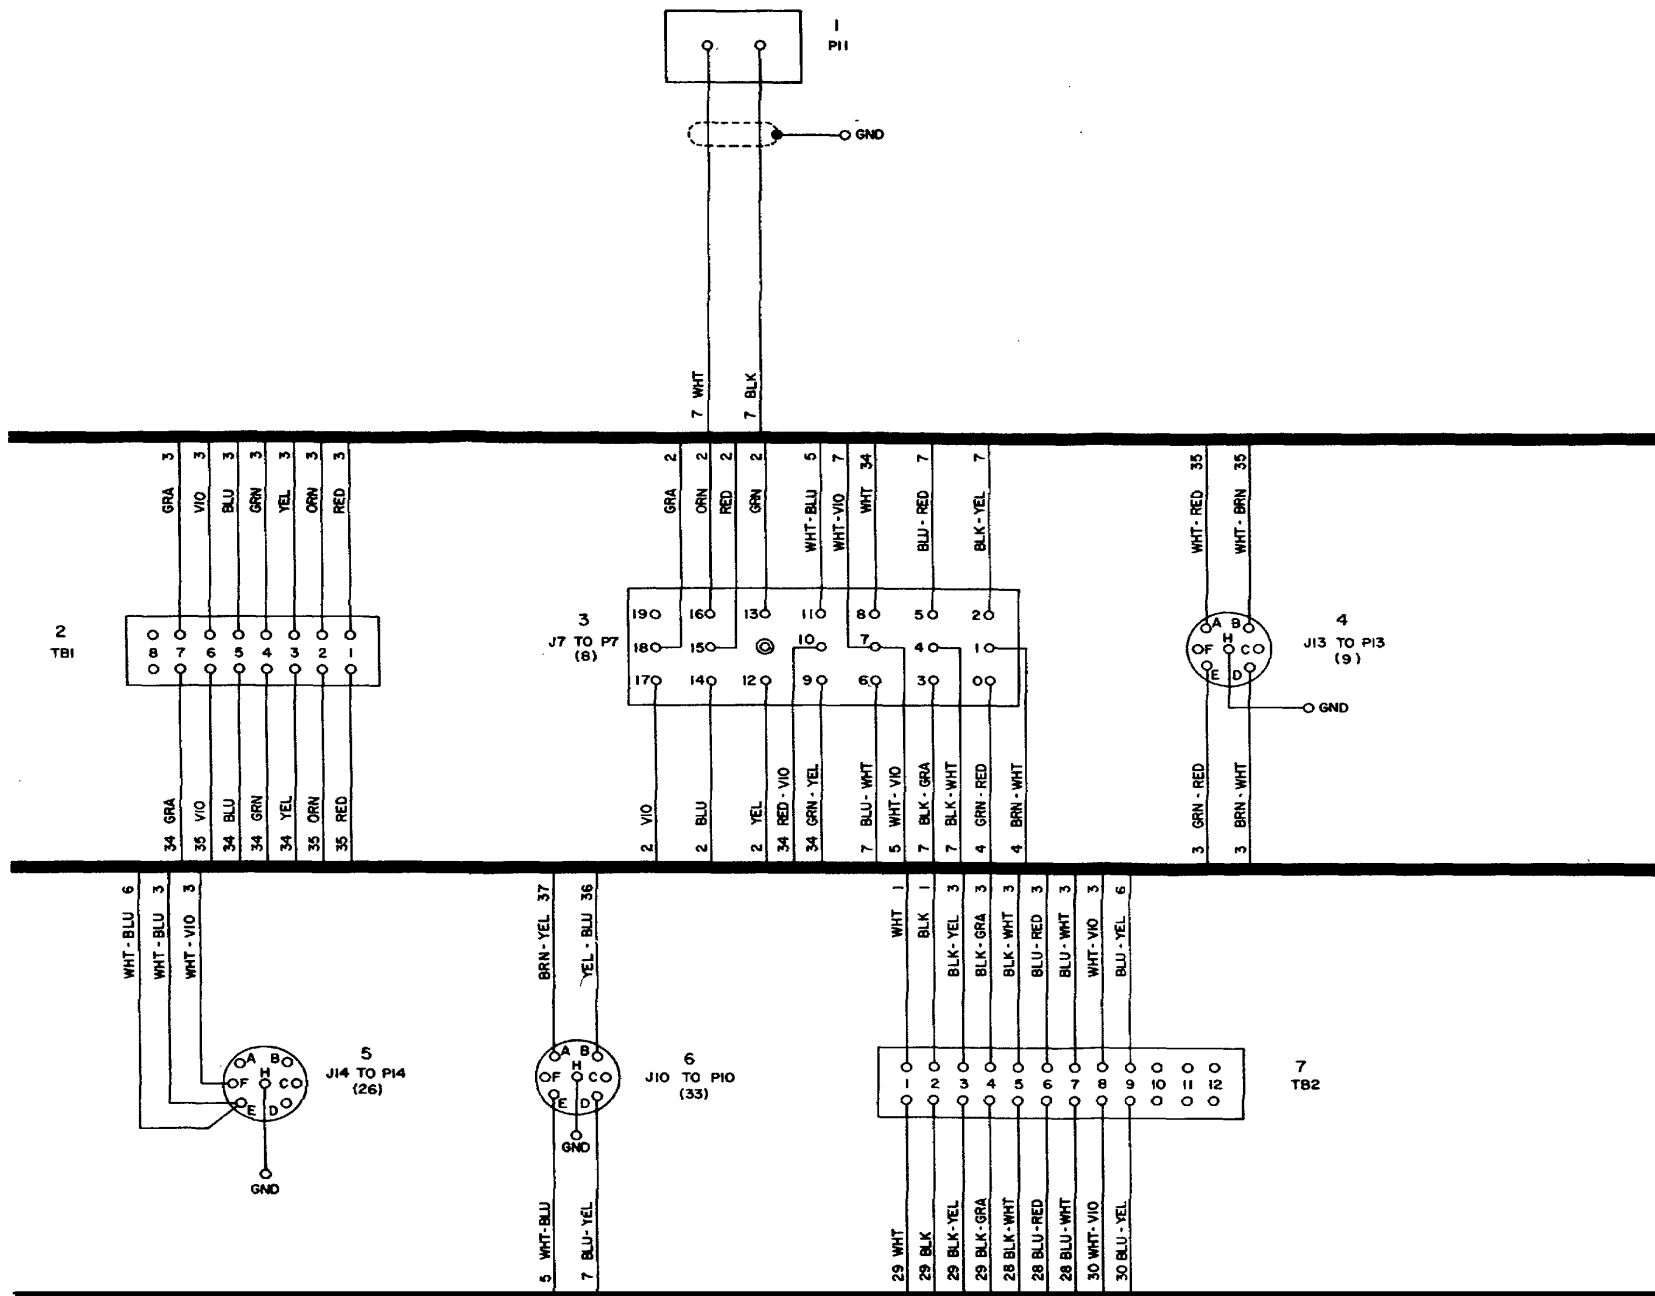 1
P11
GND
7 WHT
7 BLK
3 GRA
3 VIO
3 BLU
3 GRN
3 YEL
3 ORN
3 RED
2 GRA
2 ORN
2 RED
2 GRN
5 WHT-BLU
7 WHT-VIO
34 WHT
7 BLU-RED
7 BLK-YEL
35 WHT-RED
35 WHT-BRN
2
TB1
8 7 6 5 4 3 2 1
3
J7 TO P7
(8)
19 16 13 11 8 5 2
18 15 10 7 4 1
17 14 12 9 6 3 0
4
J13 TO P13
(9)
A B
F H C
E D
GND
34 GRA
35 VIO
34 BLU
34 GRN
34 YEL
35 ORN
35 RED
2 VIO
2 BLU
2 YEL
34 RED-VIO
34 GRN-YEL
7 BLU-WHT
5 WHT-VIO
7 BLK-GRA
7 BLK-WHT
4 GRN-RED
4 BRN-WHT
3 GRN-RED
3 BRN-WHT
WHT-BLU 6
WHT-BLU 3
WHT-VIO 3
BRN-YEL 37
YEL-BLU 36
WHT 1
BLK 1
BLK-YEL 3
BLK-GRA 3
BLK-WHT 3
BLU-RED 3
BLU-WHT 3
WHT-VIO 3
BLU-YEL 6
5
J14 TO P14
(26)
A B
F H C
E D
GND
6
J10 TO P10
(33)
A B
F H C
E D
GND
7
TB2
1 2 3 4 5 6 7 8 9 10 11 12
5 WHT-BLU
7 BLU-YEL
29 WHT
29 BLK
29 BLK-YEL
29 BLK-GRA
28 BLK-WHT
28 BLU-RED
28 BLU-WHT
30 WHT-VIO
30 BLU-YEL